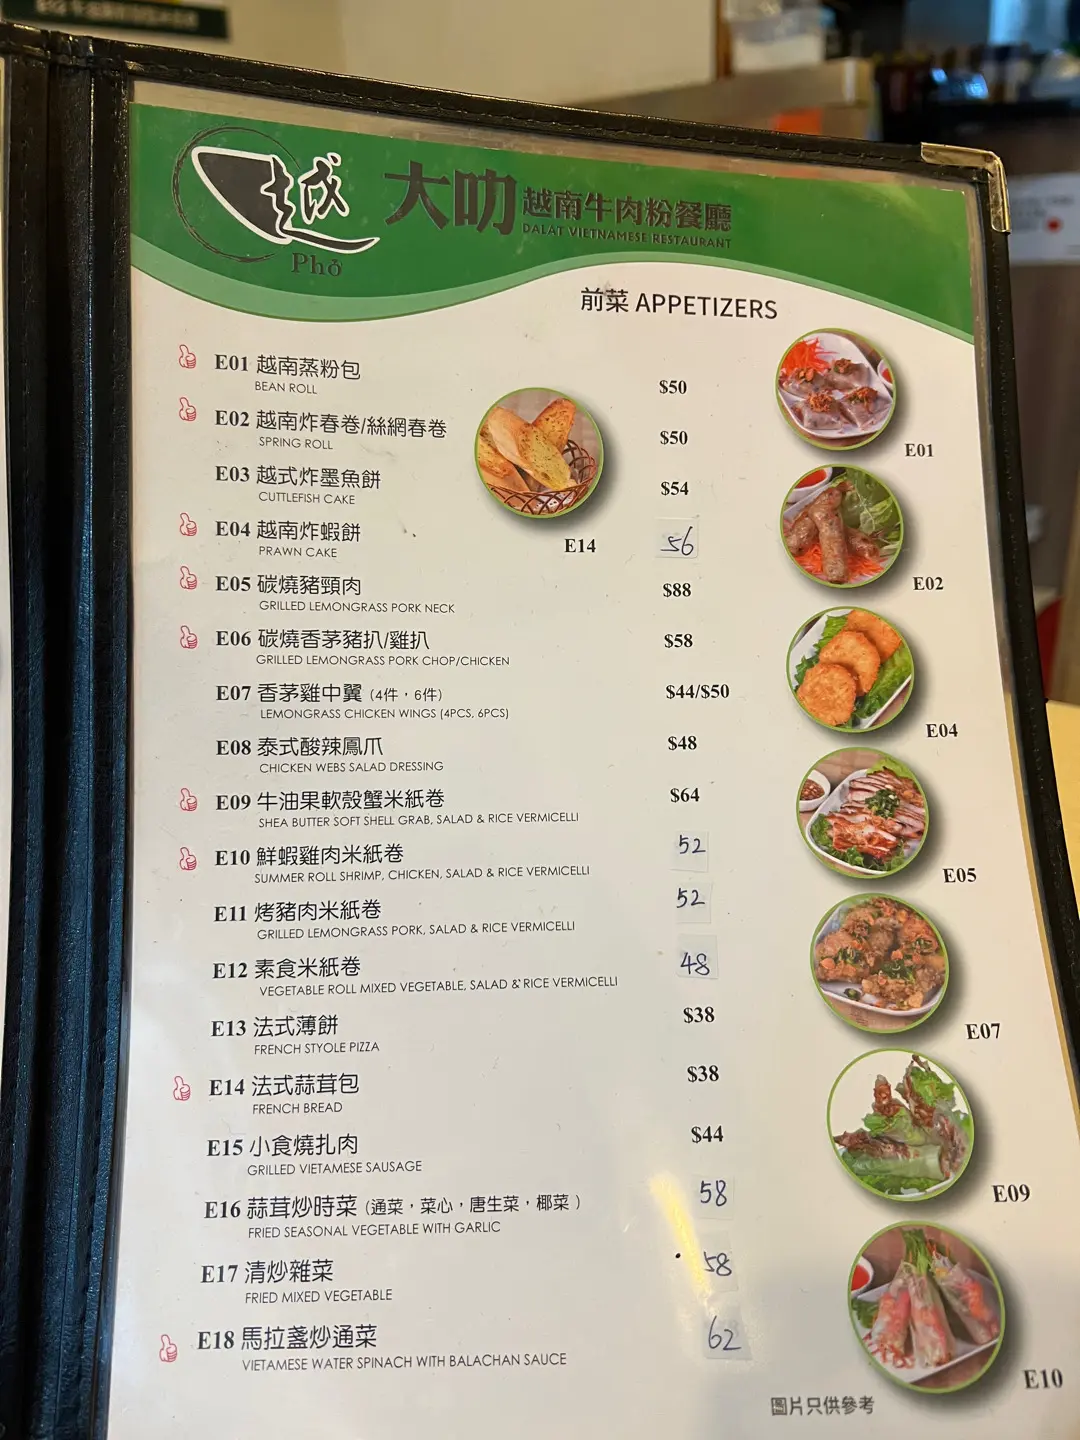 越
Phở
大叻 越南牛肉粉餐廳
DALAT VIETNAMESE RESTAURANT
前菜 APPETIZERS
E01 越南蒸粉包 $50
BEAN ROLL
E02 越南炸春卷/絲網春卷 $50
SPRING ROLL
E03 越式炸墨魚餅 $54
CUTTLEFISH CAKE
E04 越南炸蝦餅 56
PRAWN CAKE
E05 碳燒豬頸肉 $88
GRILLED LEMONGRASS PORK NECK
E06 碳燒香茅豬扒/雞扒 $58
GRILLED LEMONGRASS PORK CHOP/CHICKEN
E07 香茅雞中翼 (4件，6件) $44/$50
LEMONGRASS CHICKEN WINGS (4PCS, 6PCS)
E08 泰式酸辣鳳爪 $48
CHICKEN WEBS SALAD DRESSING
E09 牛油果軟殼蟹米紙卷 $64
SHEA BUTTER SOFT SHELL GRAB, SALAD & RICE VERMICELLI
E10 鮮蝦雞肉米紙卷 52
SUMMER ROLL SHRIMP, CHICKEN, SALAD & RICE VERMICELLI
E11 烤豬肉米紙卷 52
GRILLED LEMONGRASS PORK, SALAD & RICE VERMICELLI
E12 素食米紙卷 48
VEGETABLE ROLL MIXED VEGETABLE, SALAD & RICE VERMICELLI
E13 法式薄餅 $38
FRENCH STYOLE PIZZA
E14 法式蒜茸包 $38
FRENCH BREAD
E15 小食燒扎肉 $44
GRILLED VIETAMESE SAUSAGE
E16 蒜茸炒時菜 (通菜，菜心，唐生菜，椰菜 ) 58
FRIED SEASONAL VEGETABLE WITH GARLIC
E17 清炒雜菜 58
FRIED MIXED VEGETABLE
E18 馬拉盞炒通菜 62
VIETAMESE WATER SPINACH WITH BALACHAN SAUCE
E14
E01
E02
E04
E05
E07
E09
E10
圖片只供參考